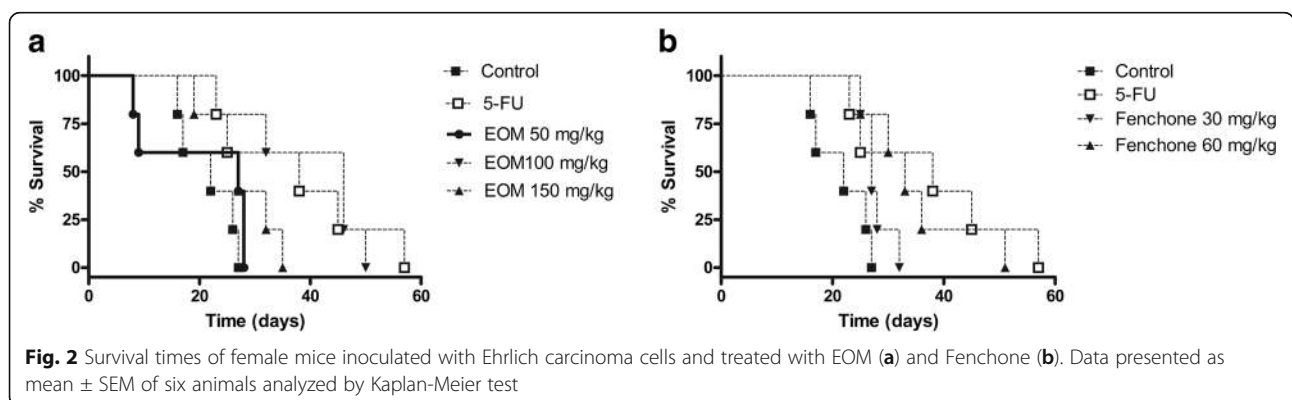 a
100
75
50
25
0
% Survival
0
20
40
60
Time (days)
Control
5-FU
EOM 50 mg/kg
EOM100 mg/kg
EOM 150 mg/kg
b
100
75
50
25
0
% Survival
0
20
40
60
Time (days)
Control
5-FU
Fenchone 30 mg/kg
Fenchone 60 mg/kg
Fig. 2 Survival times of female mice inoculated with Ehrlich carcinoma cells and treated with EOM (a) and Fenchone (b). Data presented as
mean ± SEM of six animals analyzed by Kaplan-Meier test